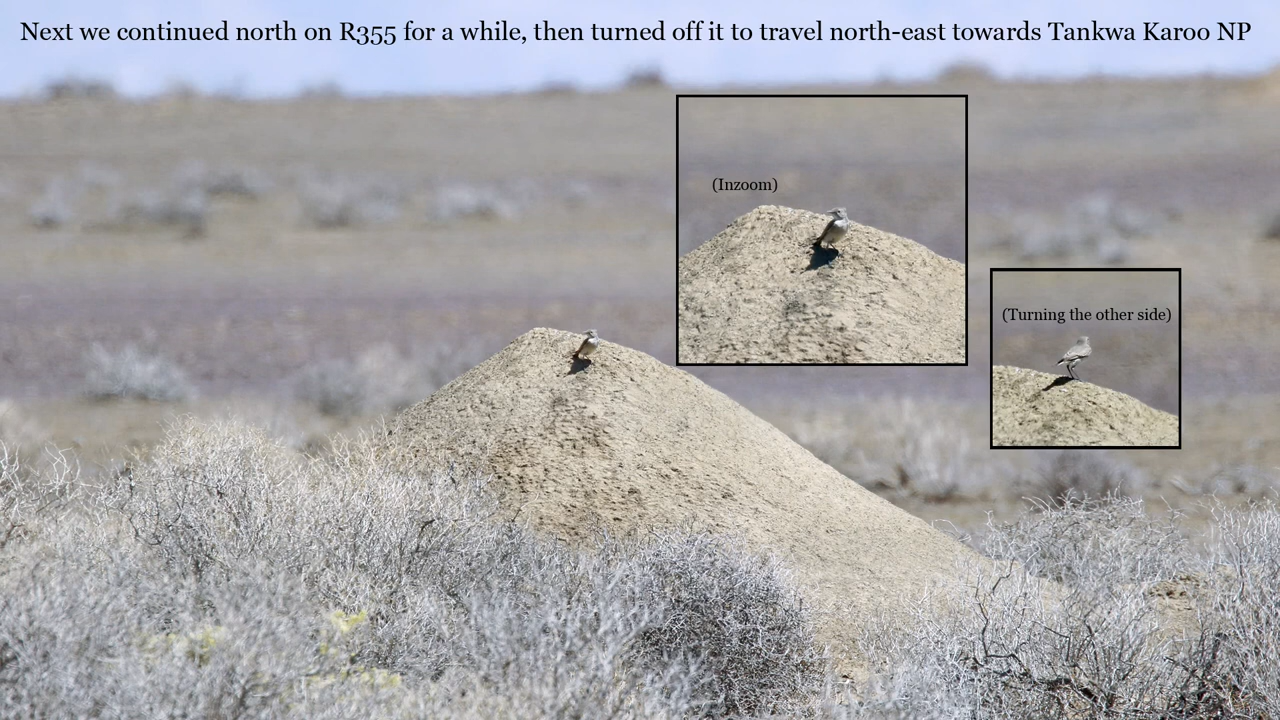 Next we continued north on R355 for a while, then turned off it to travel north-east towards Tankwa Karoo NP
(Inzoom)
(Turning the other side)